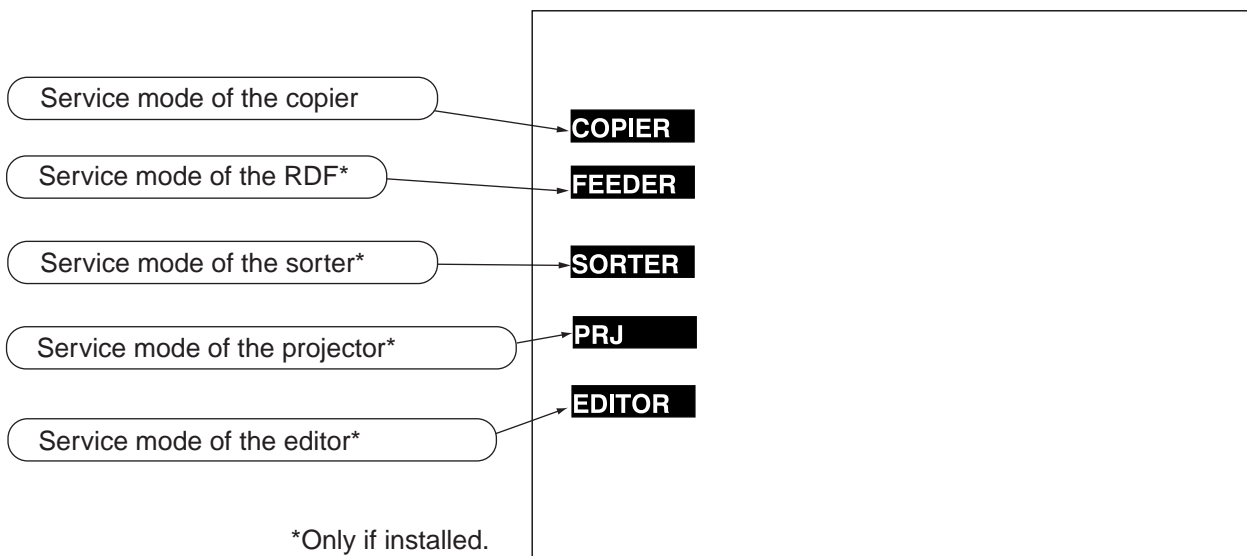 Service mode of the copier
COPIER
Service mode of the RDF*
FEEDER
Service mode of the sorter*
SORTER
Service mode of the projector*
PRJ
Service mode of the editor*
EDITOR
*Only if installed.